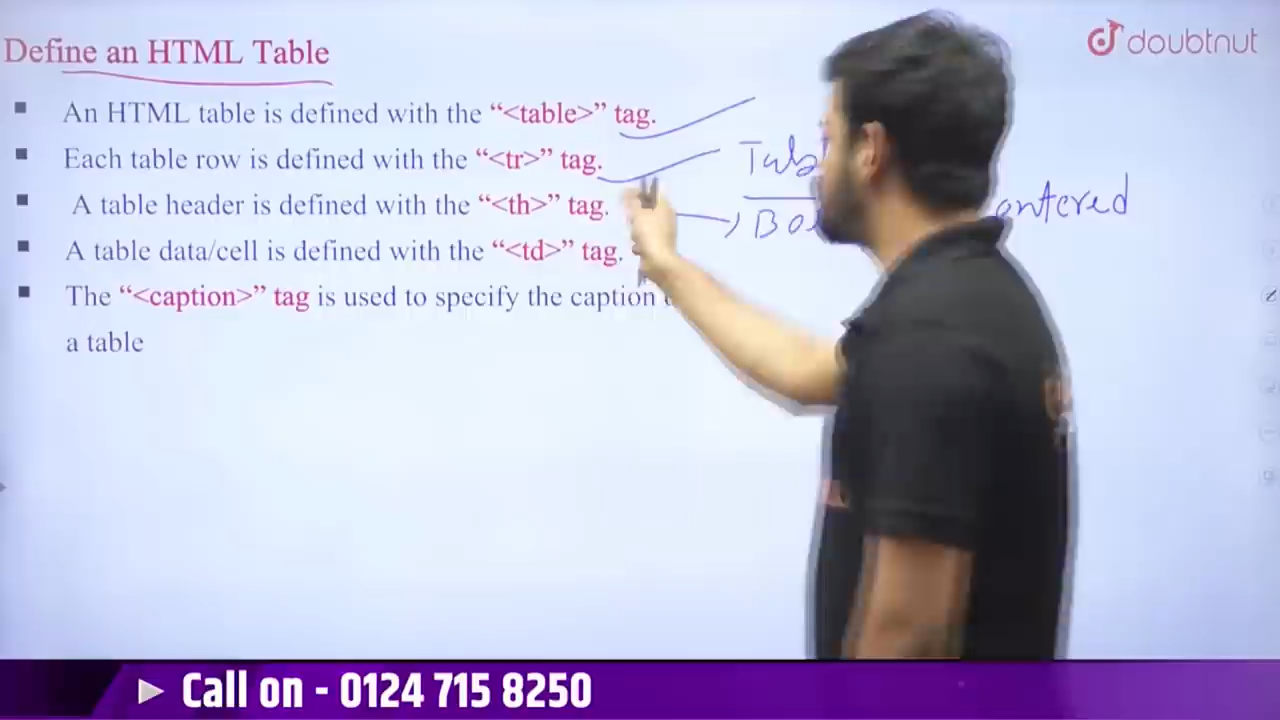 Define an HTML Table
doubtnut
▪ An HTML table is defined with the “<table>” tag.
▪ Each table row is defined with the “<tr>” tag.
▪ A table header is defined with the “<th>” tag.
▪ A table data/cell is defined with the “<td>” tag.
▪ The “<caption>” tag is used to specify the caption
a table
► Call on - 0124 715 8250